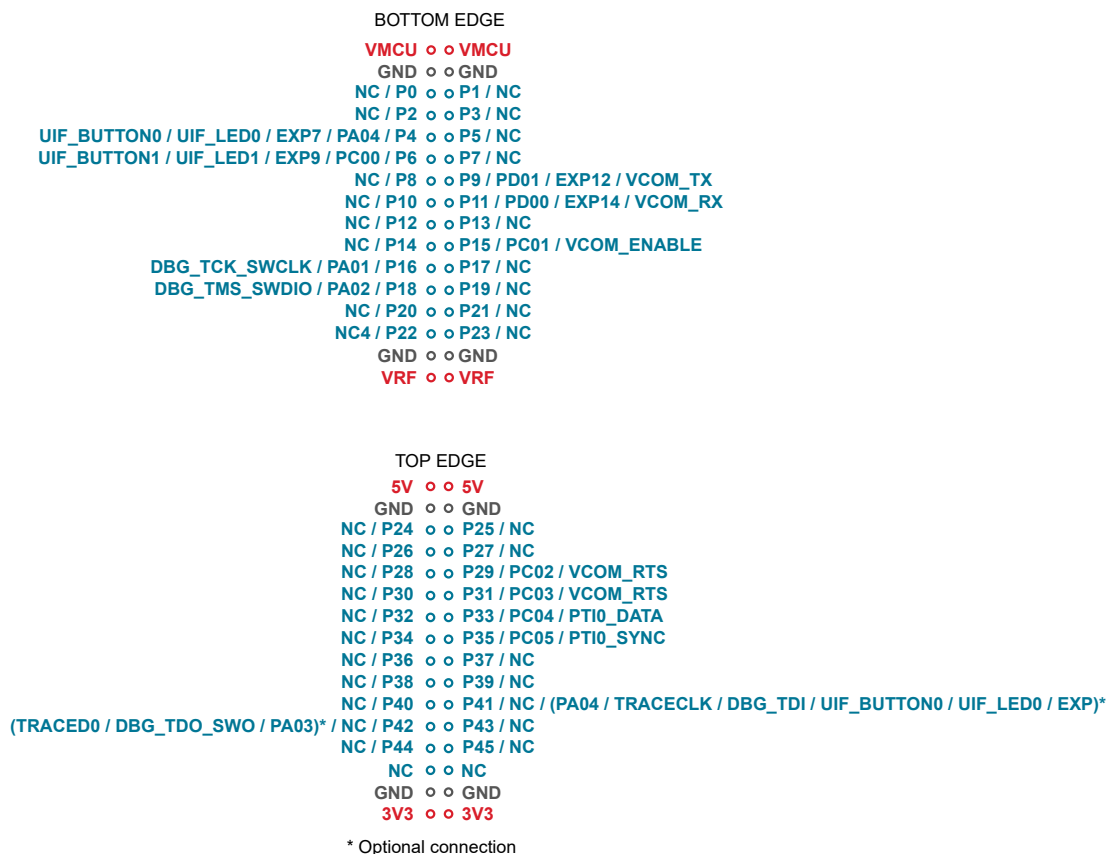 BOTTOM EDGE
VMCU VMCU
GND GND
NC / P0 P1 / NC
NC / P2 P3 / NC
UIF_BUTTON0 / UIF_LED0 / EXP7 / PA04 / P4 P5 / NC
UIF_BUTTON1 / UIF_LED1 / EXP9 / PC00 / P6 P7 / NC
NC / P8 P9 / PD01 / EXP12 / VCOM_TX
NC / P10 P11 / PD00 / EXP14 / VCOM_RX
NC / P12 P13 / NC
NC / P14 P15 / PC01 / VCOM_ENABLE
DBG_TCK_SWCLK / PA01 / P16 P17 / NC
DBG_TMS_SWDIO / PA02 / P18 P19 / NC
NC / P20 P21 / NC
NC4 / P22 P23 / NC
GND GND
VRF VRF
TOP EDGE
5V 5V
GND GND
NC / P24 P25 / NC
NC / P26 P27 / NC
NC / P28 P29 / PC02 / VCOM_RTS
NC / P30 P31 / PC03 / VCOM_RTS
NC / P32 P33 / PC04 / PTI0_DATA
NC / P34 P35 / PC05 / PTI0_SYNC
NC / P36 P37 / NC
NC / P38 P39 / NC
NC / P40 P41 / NC / (PA04 / TRACECLK / DBG_TDI / UIF_BUTTON0 / UIF_LED0 / EXP)*
(TRACED0 / DBG_TDO_SWO / PA03)* / NC / P42 P43 / NC
NC / P44 P45 / NC
NC NC
GND GND
3V3 3V3
* Optional connection